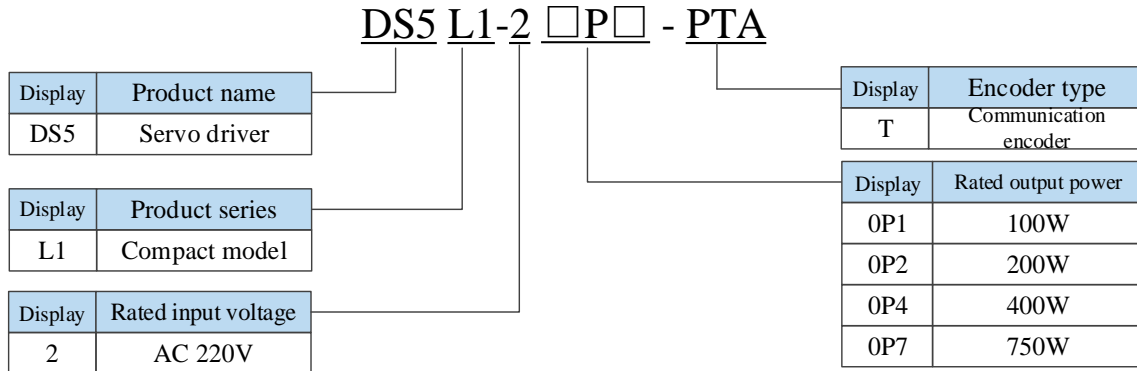 DS5 L1-2 □P□ - PTA
Display Product name
DS5 Servo driver
Display Product series
L1 Compact model
Display Rated input voltage
2 AC 220V
Display Encoder type
T Communication
encoder
Display Rated output power
0P1 100W
0P2 200W
0P4 400W
0P7 750W